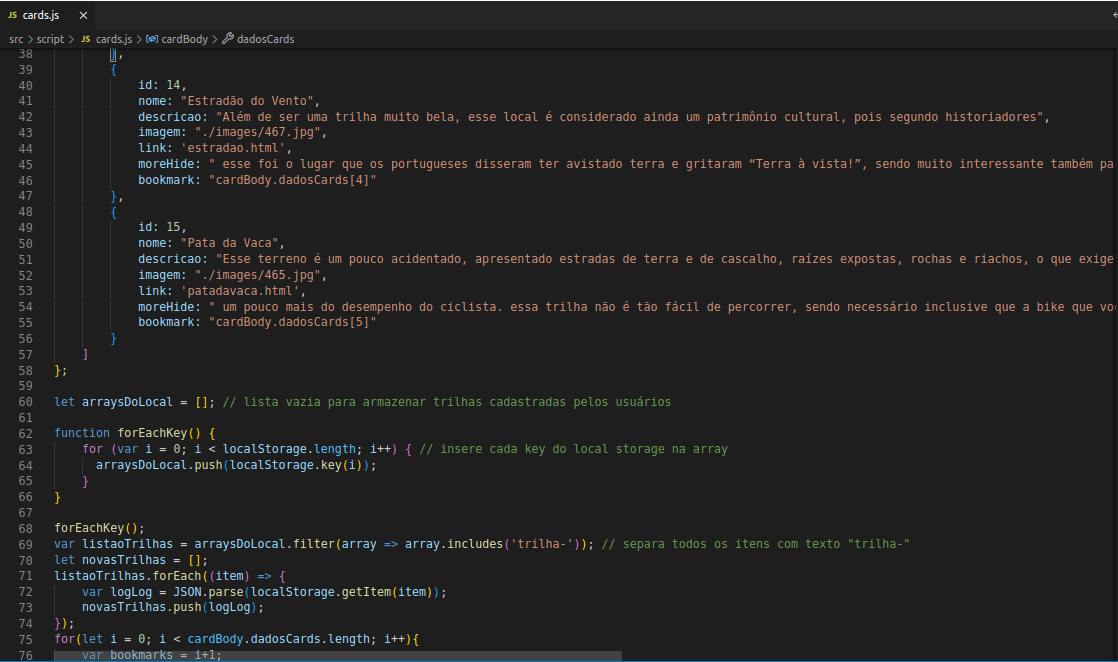 JS cards.js ×
src > script > JS cards.js > cardBody > dadosCards
38 },
39 {
40 id: 14,
41 nome: "Estradão do Vento",
42 descricao: "Além de ser uma trilha muito bela, esse local é considerado ainda um patrimônio cultural, pois segundo historiadores",
43 imagem: "./images/467.jpg",
44 link: 'estradao.html',
45 moreHide: " esse foi o lugar que os portugueses disseram ter avistado terra e gritaram “Terra à vista!”, sendo muito interessante também pa
46 bookmark: "cardBody.dadosCards[4]"
47 },
48 {
49 id: 15,
50 nome: "Pata da Vaca",
51 descricao: "Esse terreno é um pouco acidentado, apresentado estradas de terra e de cascalho, raízes expostas, rochas e riachos, o que exige
52 imagem: "./images/465.jpg",
53 link: 'patadavaca.html',
54 moreHide: " um pouco mais do desempenho do ciclista. essa trilha não é tão fácil de percorrer, sendo necessário inclusive que a bike que vo
55 bookmark: "cardBody.dadosCards[5]"
56 }
57 ]
58 };
59
60 let arraysDoLocal = []; // lista vazia para armazenar trilhas cadastradas pelos usuários
61
62 function forEachKey() {
63 for (var i = 0; i < localStorage.length; i++) { // insere cada key do local storage na array
64 arraysDoLocal.push(localStorage.key(i));
65 }
66 }
67
68 forEachKey();
69 var listaoTrilhas = arraysDoLocal.filter(array => array.includes('trilha-')); // separa todos os itens com texto "trilha-"
70 let novasTrilhas = [];
71 listaoTrilhas.forEach((item) => {
72 var logLog = JSON.parse(localStorage.getItem(item));
73 novasTrilhas.push(logLog);
74 });
75 for(let i = 0; i < cardBody.dadosCards.length; i++){
76 var bookmarks = i+1;